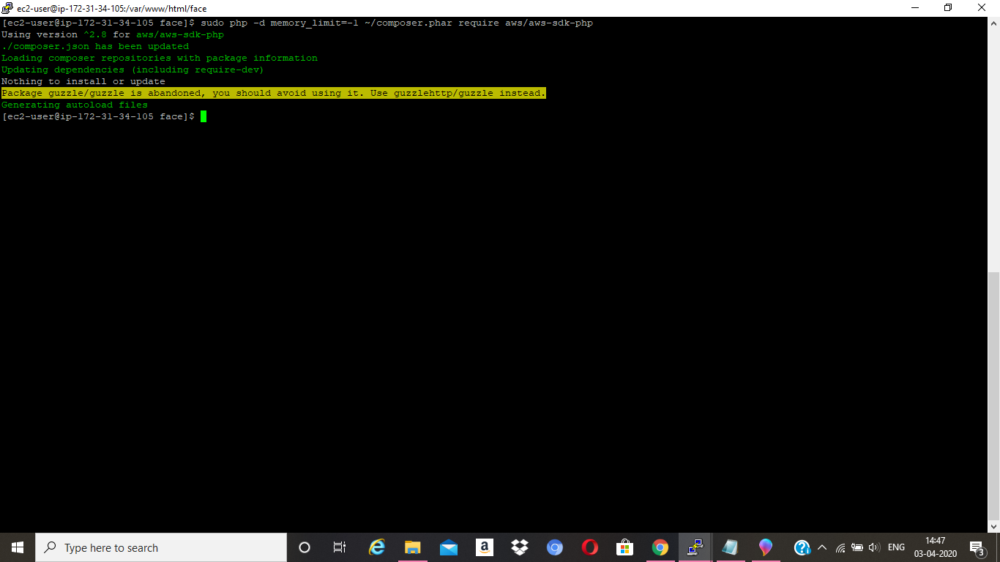 ec2-user@ip-172-31-34-105:/var/www/html/face
[ec2-user@ip-172-31-34-105 face]$ sudo php -d memory_limit=-1 ~/composer.phar require aws/aws-sdk-php
Using version ^2.8 for aws/aws-sdk-php
./composer.json has been updated
Loading composer repositories with package information
Updating dependencies (including require-dev)
Nothing to install or update
Package guzzle/guzzle is abandoned, you should avoid using it. Use guzzlehttp/guzzle instead.
Generating autoload files
[ec2-user@ip-172-31-34-105 face]$
Type here to search
a
ENG
14:47
03-04-2020
3